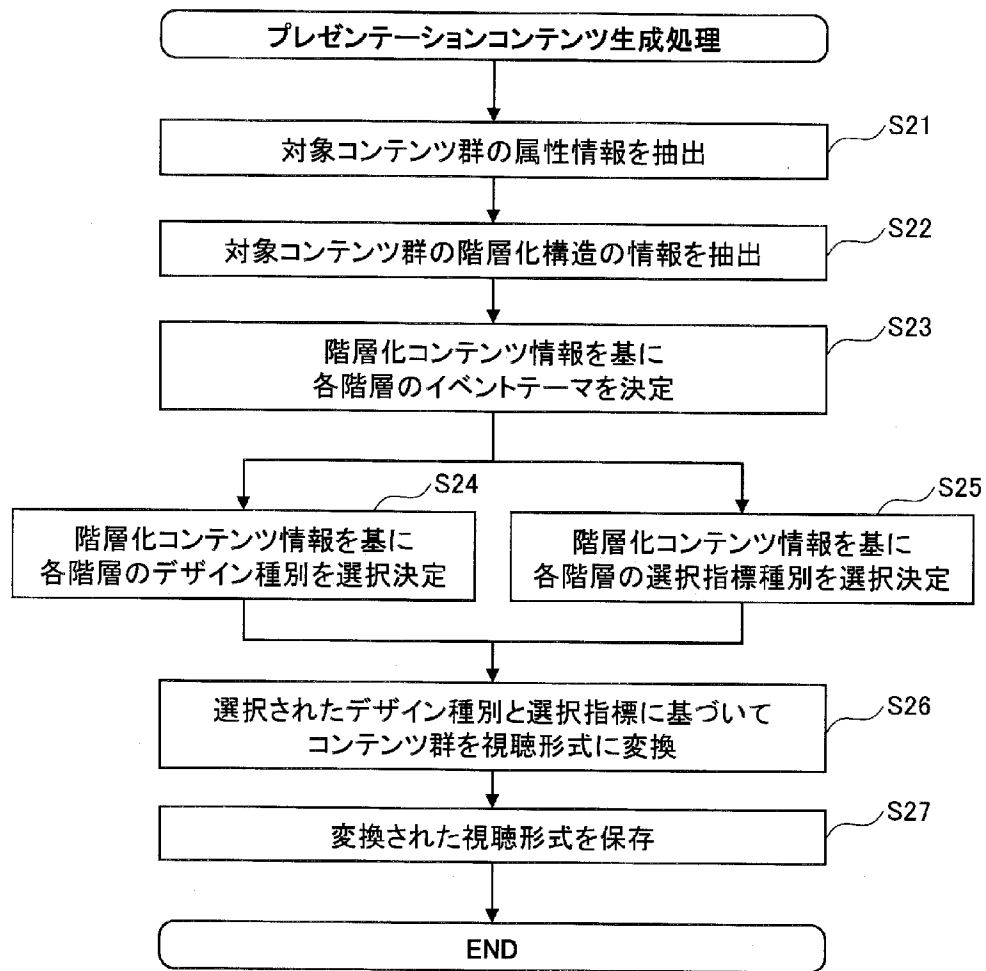 プレゼンテーションコンテンツ生成処理
S21
対象コンテンツ群の属性情報を抽出
S22
対象コンテンツ群の階層化構造の情報を抽出
S23
階層化コンテンツ情報を基に
各階層のイベントテーマを決定
S24
階層化コンテンツ情報を基に
各階層のデザイン種別を選択決定
S25
階層化コンテンツ情報を基に
各階層の選択指標種別を選択決定
S26
選択されたデザイン種別と選択指標に基づいて
コンテンツ群を視聴形式に変換
S27
変換された視聴形式を保存
END